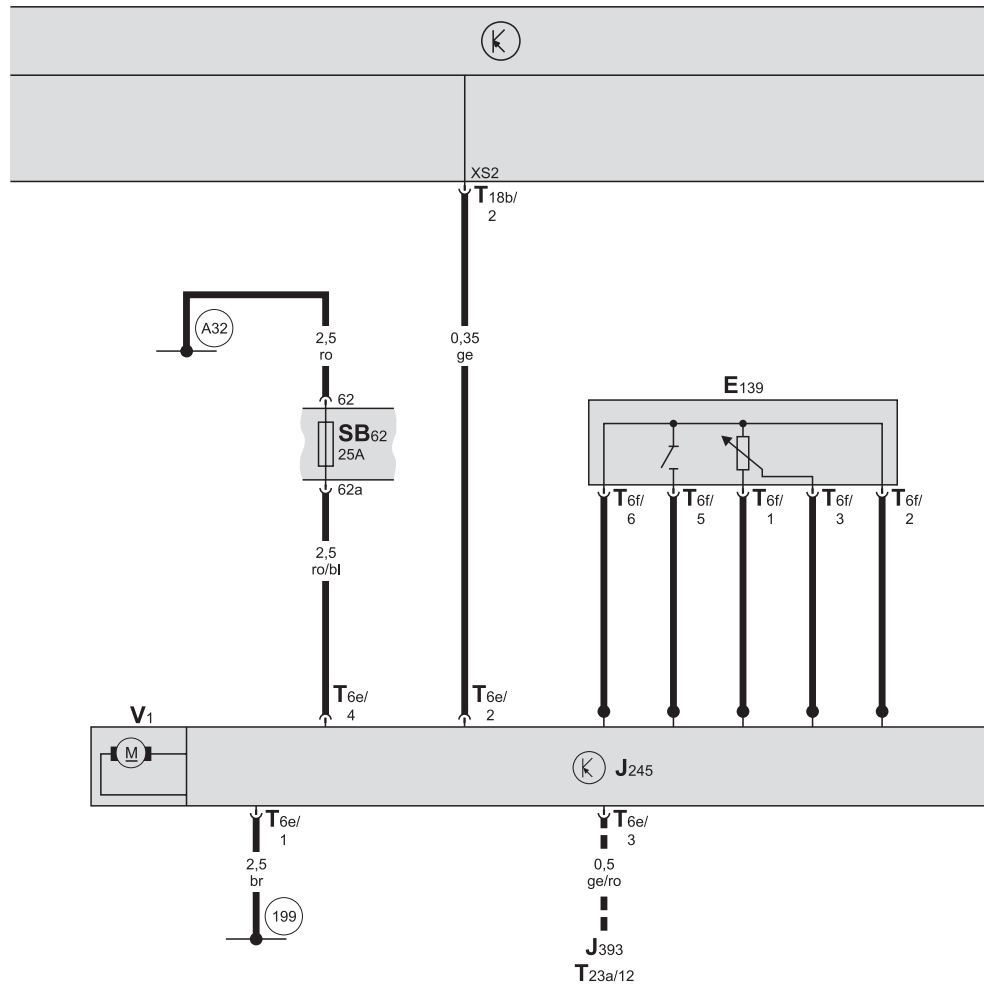 XS2
T18b/
2
A32
2,5
ro
0,35
ge
62
SB62
25A
62a
E139
T6f/
6
T6f/
5
T6f/
1
T6f/
3
T6f/
2
2,5
ro/bl
T6e/
4
T6e/
2
V1
M
J245
T6e/
1
T6e/
3
2,5
br
0,5
ge/ro
199
J393
T23a/12